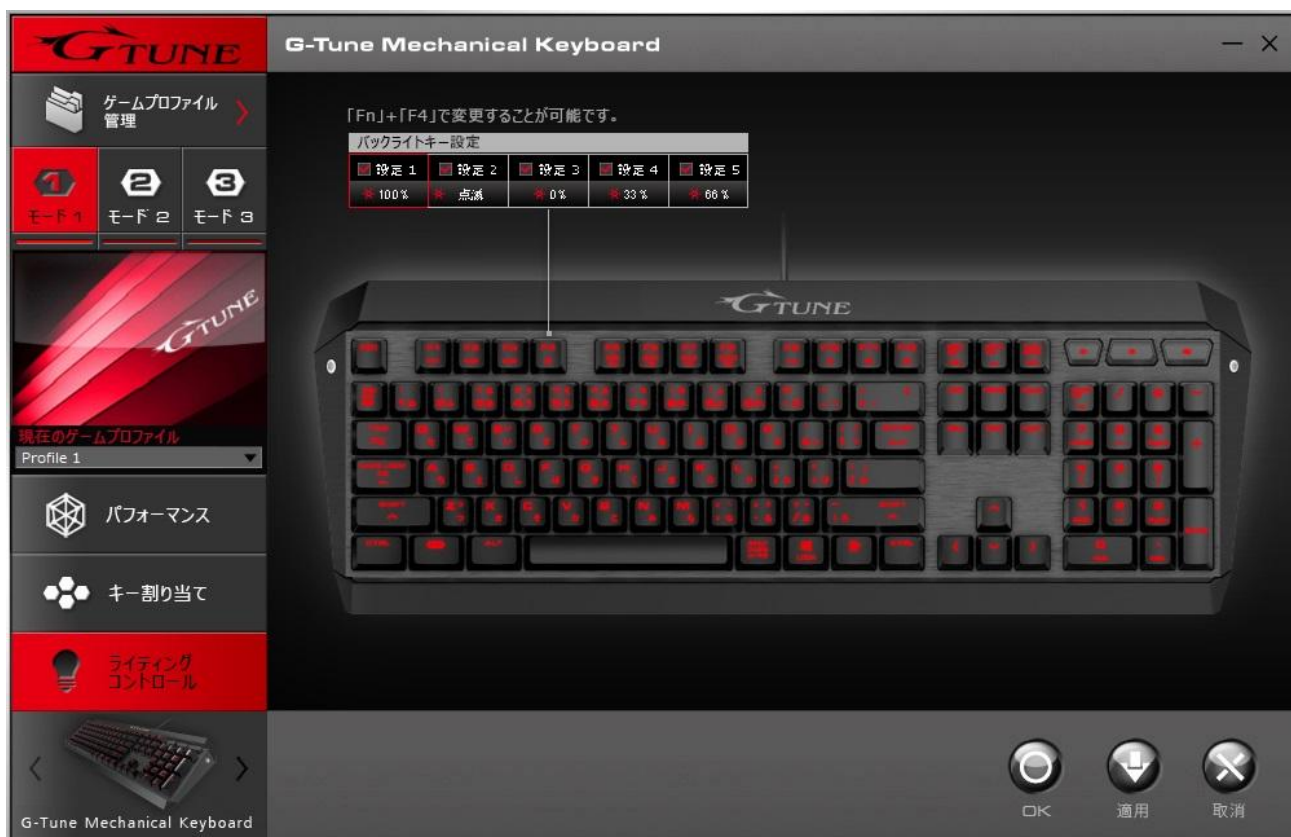 GTUNE
G-Tune Mechanical Keyboard
ゲームプロファイル
管理
1 2 3
モード 1 モード 2 モード 3
「Fn」+「F4」で変更することが可能です。
バックライトキー設定
設定 1 設定 2 設定 3 設定 4 設定 5
100% 点滅 0% 33% 66%
GTUNE
GTUNE
現在のゲームプロファイル
Profile 1
パフォーマンス
キー割り当て
ライティング
コントロール
G-Tune Mechanical Keyboard
OK 適用 取消